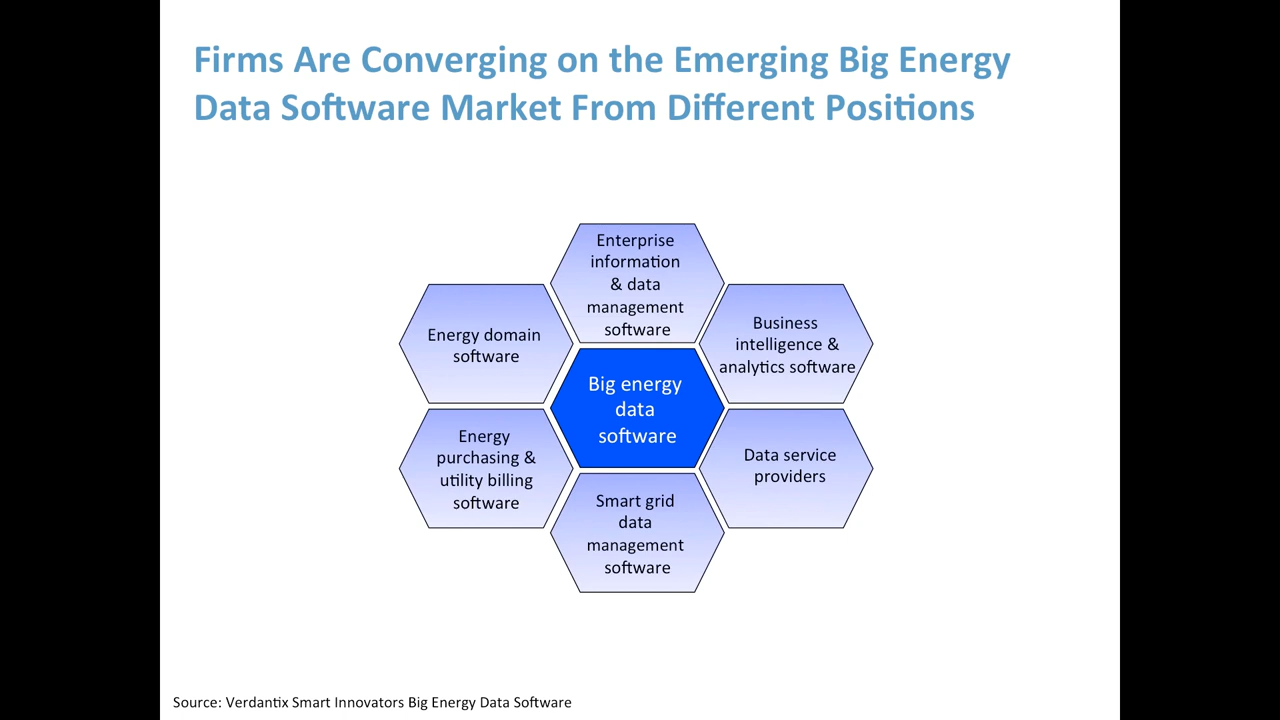 Firms Are Converging on the Emerging Big Energy
Data Software Market From Different Positions
Enterprise
information
& data
management
software
Energy domain
software
Business
intelligence &
analytics software
Big energy
data
software
Energy
purchasing &
utility billing
software
Data service
providers
Smart grid
data
management
software
Source: Verdantix Smart Innovators Big Energy Data Software